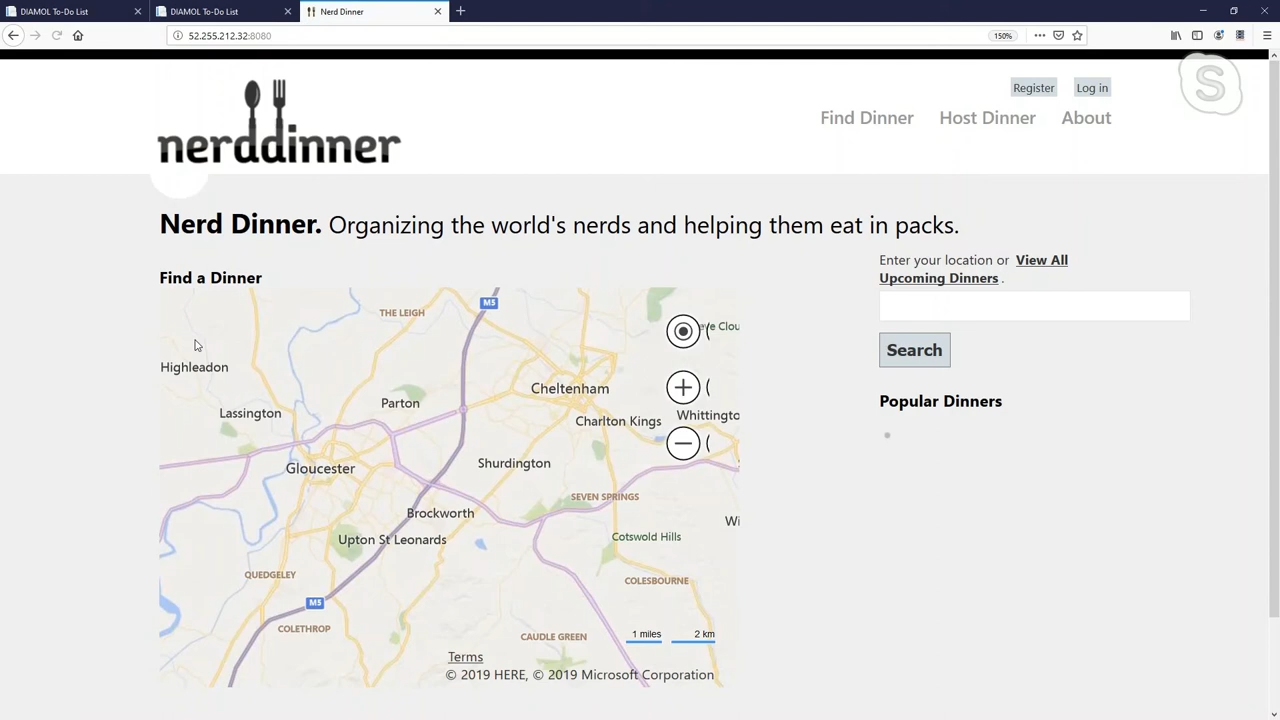 DIAMOL To-Do List
DIAMOL To-Do List
Nerd Dinner
52.255.212.32:8080
150%
S
nerddinner
Register
Log in
Find Dinner
Host Dinner
About
Nerd Dinner. Organizing the world's nerds and helping them eat in packs.
Find a Dinner
Enter your location or View All
Upcoming Dinners .
Search
Popular Dinners
M5
THE LEIGH
eve Clou
Highleadon
Cheltenham
Parton
Lassington
Whittingto
Charlton Kings
Gloucester
Shurdington
SEVEN SPRINGS
Brockworth
Wi
Upton St Leonards
Cotswold Hills
QUEDGELEY
COLESBOURNE
M5
COLETHROP
CAUDLE GREEN
1 miles
2 km
Terms
© 2019 HERE, © 2019 Microsoft Corporation